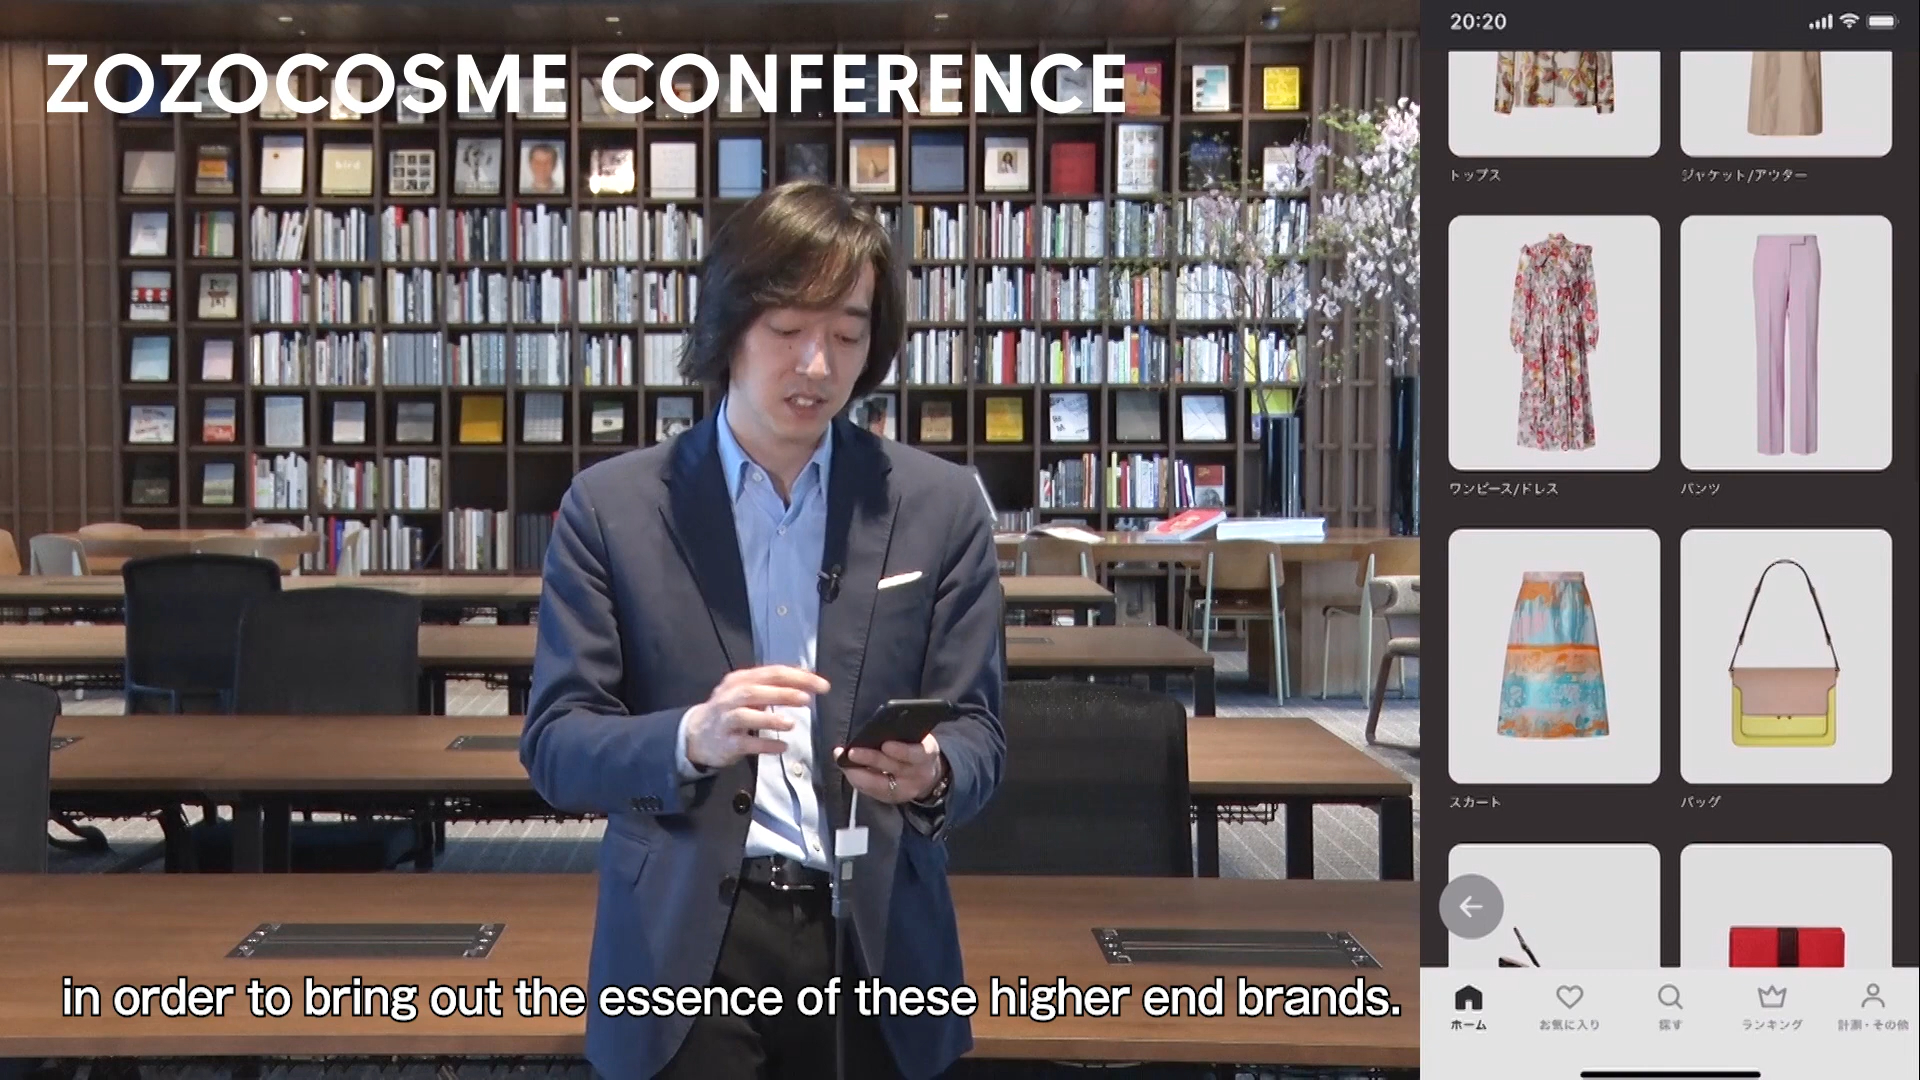 ZOZOCOSME CONFERENCE
20:20
トップス
ジャケット/アウター
ワンピース/ドレス
パンツ
スカート
バッグ
ホーム
お気に入り
探す
ランキング
計測・その他
bird
in order to bring out the essence of these higher end brands.